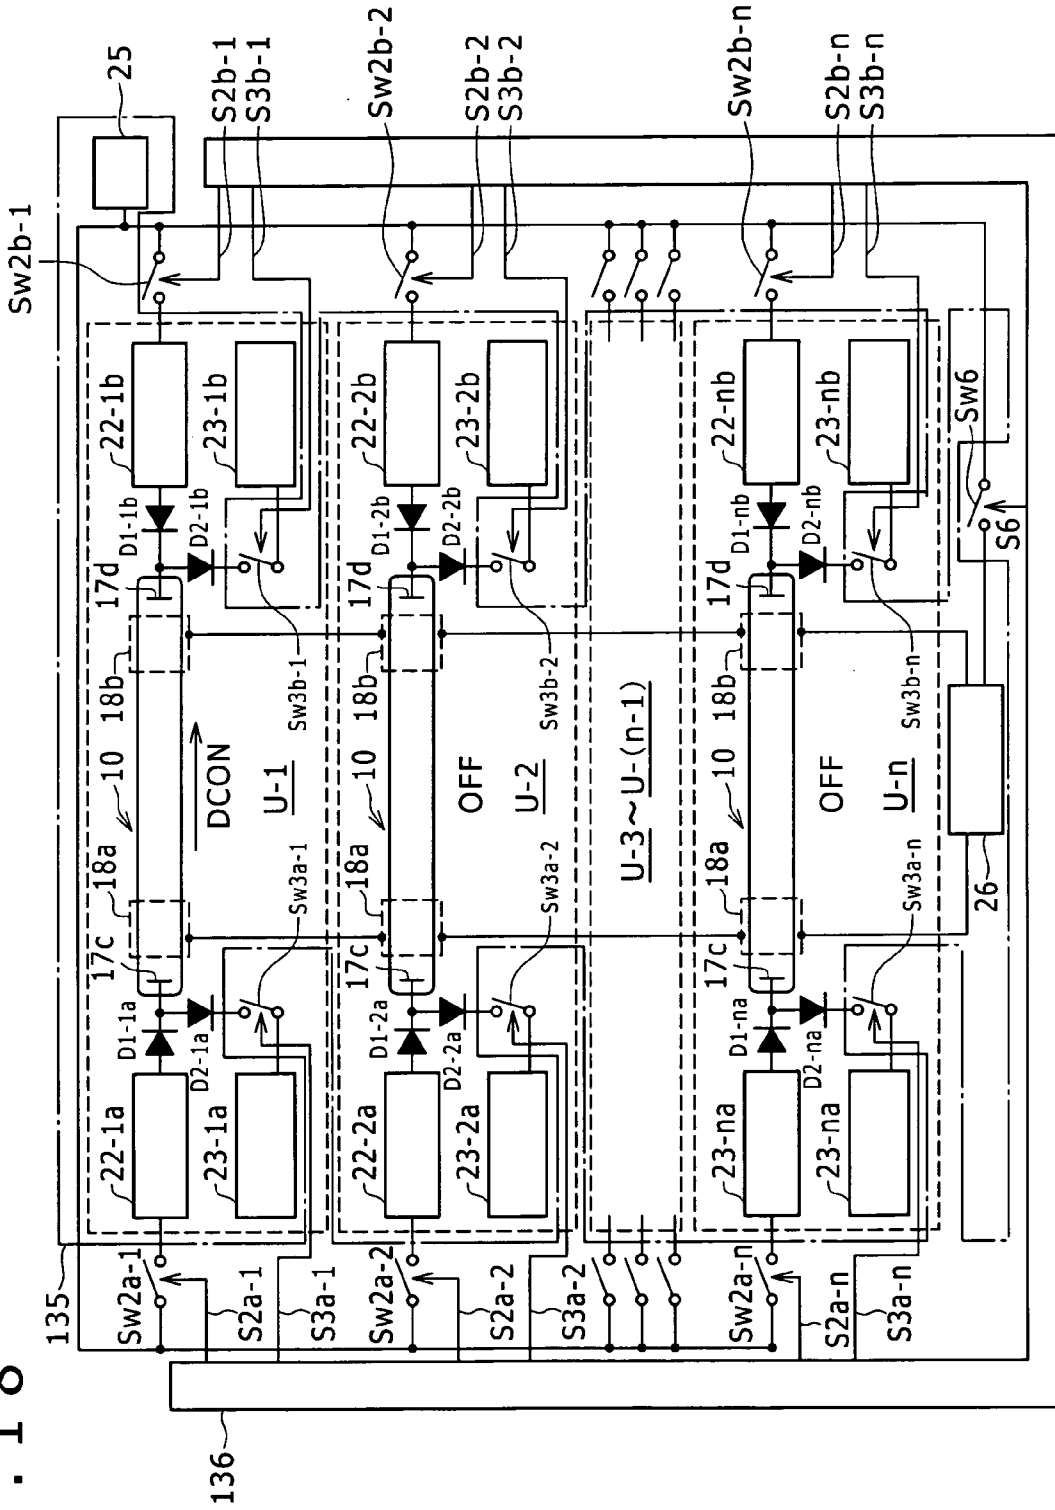 . 10
Sw2b-1
135
25
Sw2a-1
22-1a
D1-1a
17c
18a
10
18b
17d
D1-1b
22-1b
D2-1a
D2-1b
136
23-1a
DCON
23-1b
S2b-1
S2a-1
S3b-1
S3a-1
U-1
Sw3a-1
Sw3b-1
Sw2b-2
Sw2a-2
22-2a
D1-2a
17c
18a
10
18b
17d
D1-2b
22-2b
D2-2a
D2-2b
23-2a
OFF
23-2b
S2b-2
S2a-2
S3b-2
S3a-2
U-2
Sw3a-2
Sw3b-2
U-3~U-(n-1)
Sw2b-n
Sw2a-n
23-na
D1-na
17c
18a
10
18b
17d
D1-nb
22-nb
D2-na
D2-nb
23-na
OFF
23-nb
S2b-n
S2a-n
S3b-n
S3a-n
U-n
Sw3a-n
Sw3b-n
Sw6
26
S6